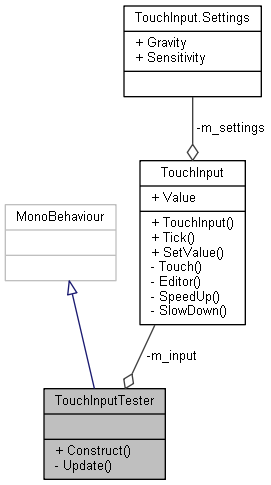 TouchInput.Settings
+ Gravity
+ Sensitivity
-m_settings
TouchInput
+ Value
+ TouchInput()
+ Tick()
+ SetValue()
- Touch()
- Editor()
- SpeedUp()
- SlowDown()
MonoBehaviour
-m_input
TouchInputTester
+ Construct()
- Update()